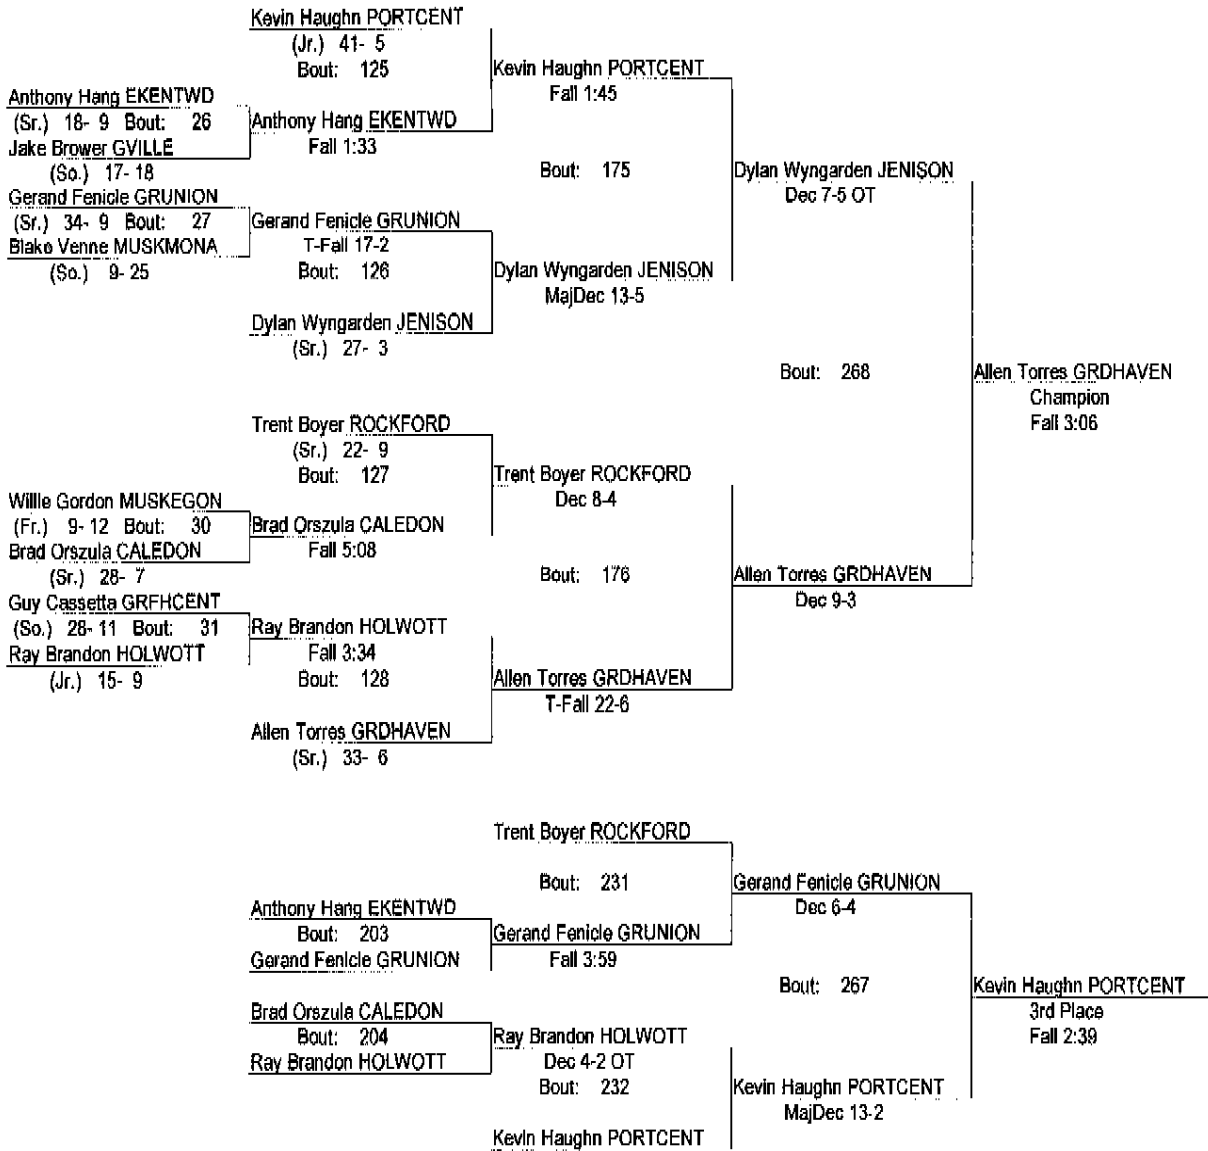 Kevin Haughn PORTCENT
(Jr.) 41- 5
Bout: 125
Kevin Haughn PORTCENT
Fall 1:45
Anthony Hang EKENTWD
(Sr.) 18- 9 Bout: 26
Anthony Hang EKENTWD
Fall 1:33
Jake Brower GVILLE
(So.) 17- 18
Bout: 175
Dylan Wyngarden JENISON
Dec 7-5 OT
Gerand Fenicle GRUNION
(Sr.) 34- 9 Bout: 27
Gerand Fenicle GRUNION
T-Fall 17-2
Blake Venne MUSKMONA
(So.) 9- 25
Bout: 126
Dylan Wyngarden JENISON
MajDec 13-5
Dylan Wyngarden JENISON
(Sr.) 27- 3
Bout: 268
Allen Torres GRDHAVEN
Champion
Fall 3:06
Trent Boyer ROCKFORD
(Sr.) 22- 9
Bout: 127
Trent Boyer ROCKFORD
Dec 8-4
Willie Gordon MUSKEGON
(Fr.) 9- 12 Bout: 30
Brad Orszula CALEDON
Fall 5:08
Brad Orszula CALEDON
(Sr.) 28- 7
Bout: 176
Allen Torres GRDHAVEN
Dec 9-3
Guy Cassetta GRFHCENT
(So.) 28- 11 Bout: 31
Ray Brandon HOLWOTT
Fall 3:34
Ray Brandon HOLWOTT
(Jr.) 15- 9
Bout: 128
Allen Torres GRDHAVEN
T-Fall 22-6
Allen Torres GRDHAVEN
(Sr.) 33- 6
Trent Boyer ROCKFORD
Bout: 231
Gerand Fenicle GRUNION
Dec 6-4
Anthony Hang EKENTWD
Bout: 203
Gerand Fenicle GRUNION
Fall 3:59
Gerand Fenicle GRUNION
Bout: 267
Kevin Haughn PORTCENT
3rd Place
Fall 2:39
Brad Orszula CALEDON
Bout: 204
Ray Brandon HOLWOTT
Dec 4-2 OT
Ray Brandon HOLWOTT
Bout: 232
Kevin Haughn PORTCENT
MajDec 13-2
Kevin Haughn PORTCENT